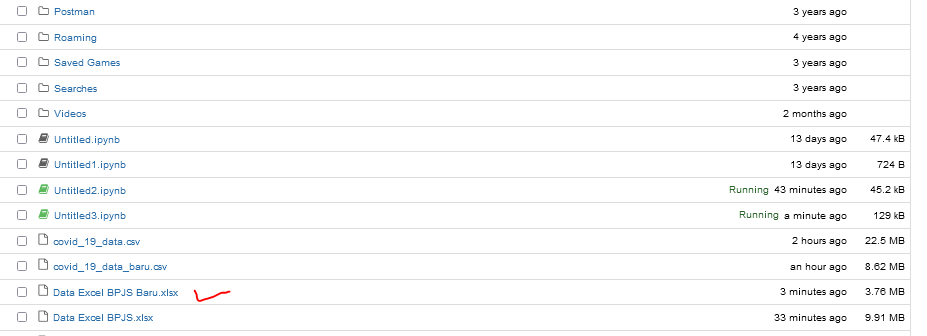 Postman 3 years ago
Roaming 4 years ago
Saved Games 3 years ago
Searches 3 years ago
Videos 2 months ago
Untitled.ipynb 13 days ago 47.4 kB
Untitled1.ipynb 13 days ago 724 B
Untitled2.ipynb Running 43 minutes ago 45.2 kB
Untitled3.ipynb Running a minute ago 129 kB
covid_19_data.csv 2 hours ago 22.5 MB
covid_19_data_baru.csv an hour ago 8.62 MB
Data Excel BPJS Baru.xlsx 3 minutes ago 3.76 MB
Data Excel BPJS.xlsx 33 minutes ago 9.91 MB